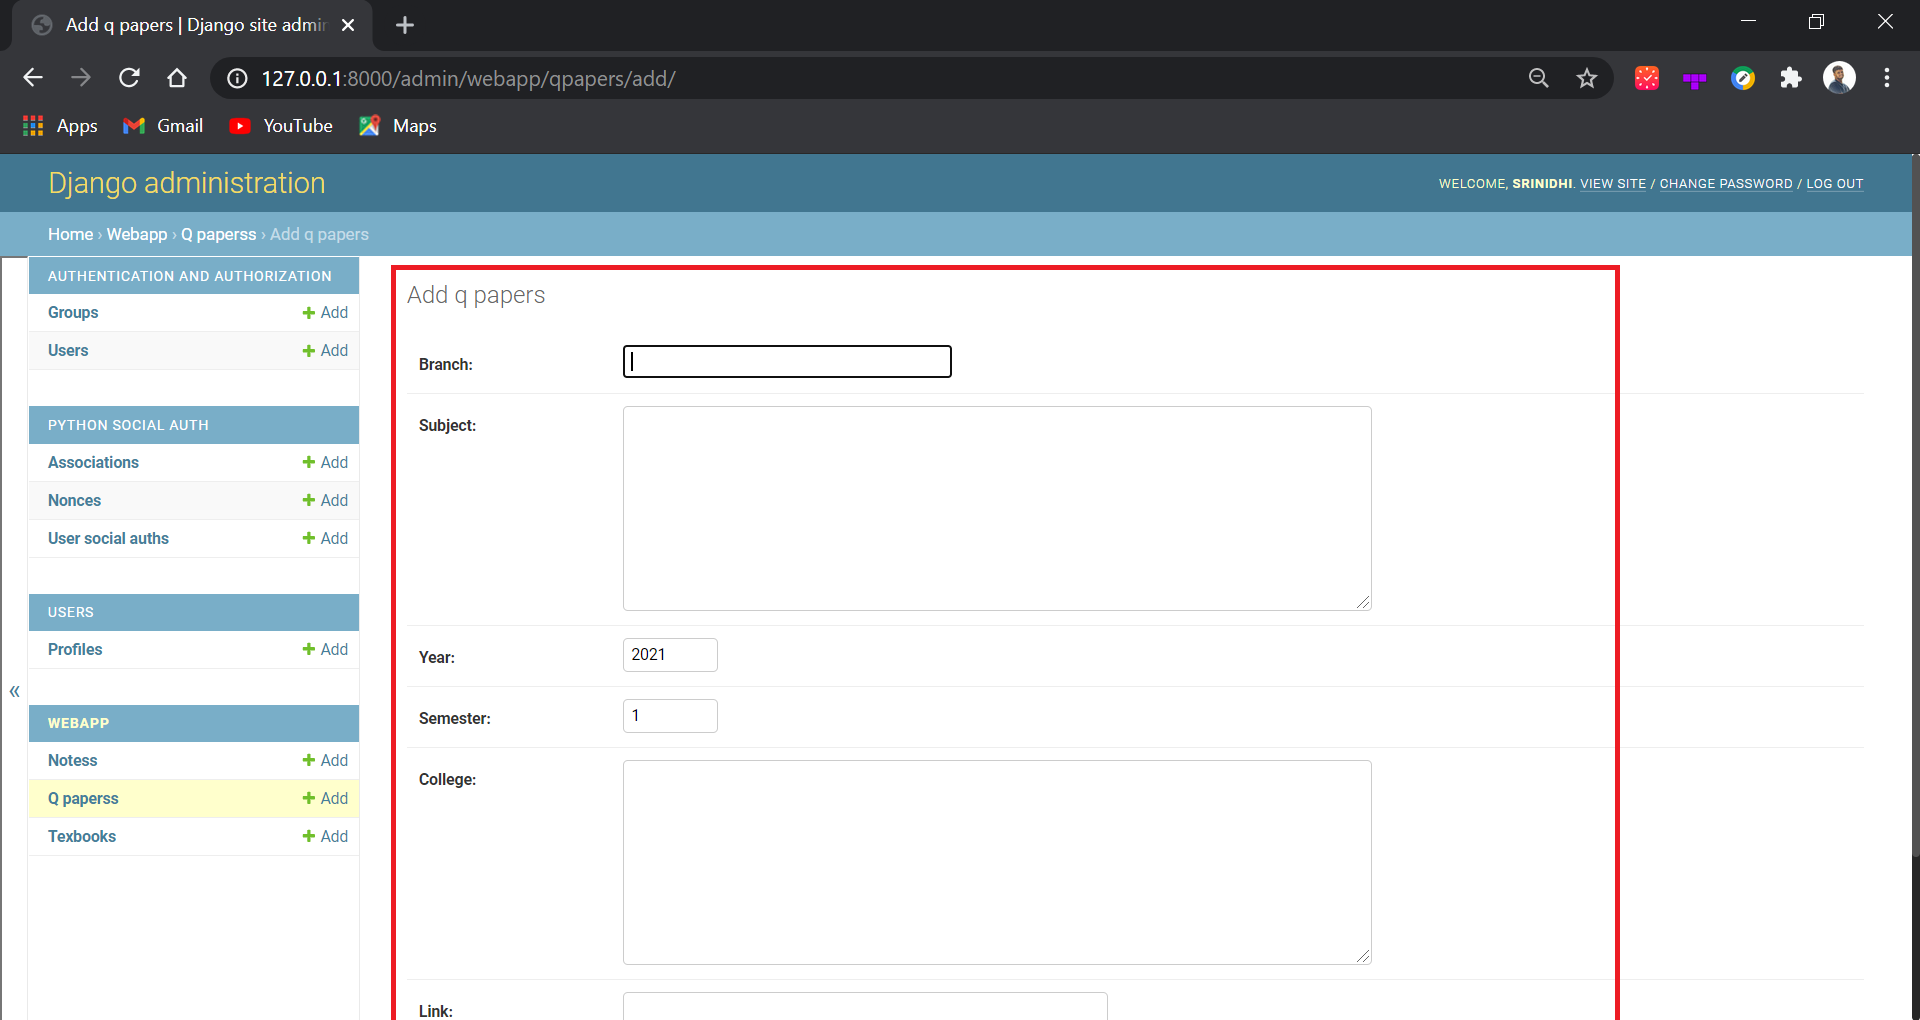 Add q papers | Django site admin
127.0.0.1:8000/admin/webapp/qpapers/add/
Apps Gmail YouTube Maps
Django administration
WELCOME, SRINIDHI. VIEW SITE / CHANGE PASSWORD / LOG OUT
Home › Webapp › Q paperss › Add q papers
AUTHENTICATION AND AUTHORIZATION
Groups + Add
Users + Add
PYTHON SOCIAL AUTH
Associations + Add
Nonces + Add
User social auths + Add
USERS
Profiles + Add
«
WEBAPP
Notess + Add
Q paperss + Add
Texbooks + Add
Add q papers
Branch:
Subject:
Year: 2021
Semester: 1
College:
Link: